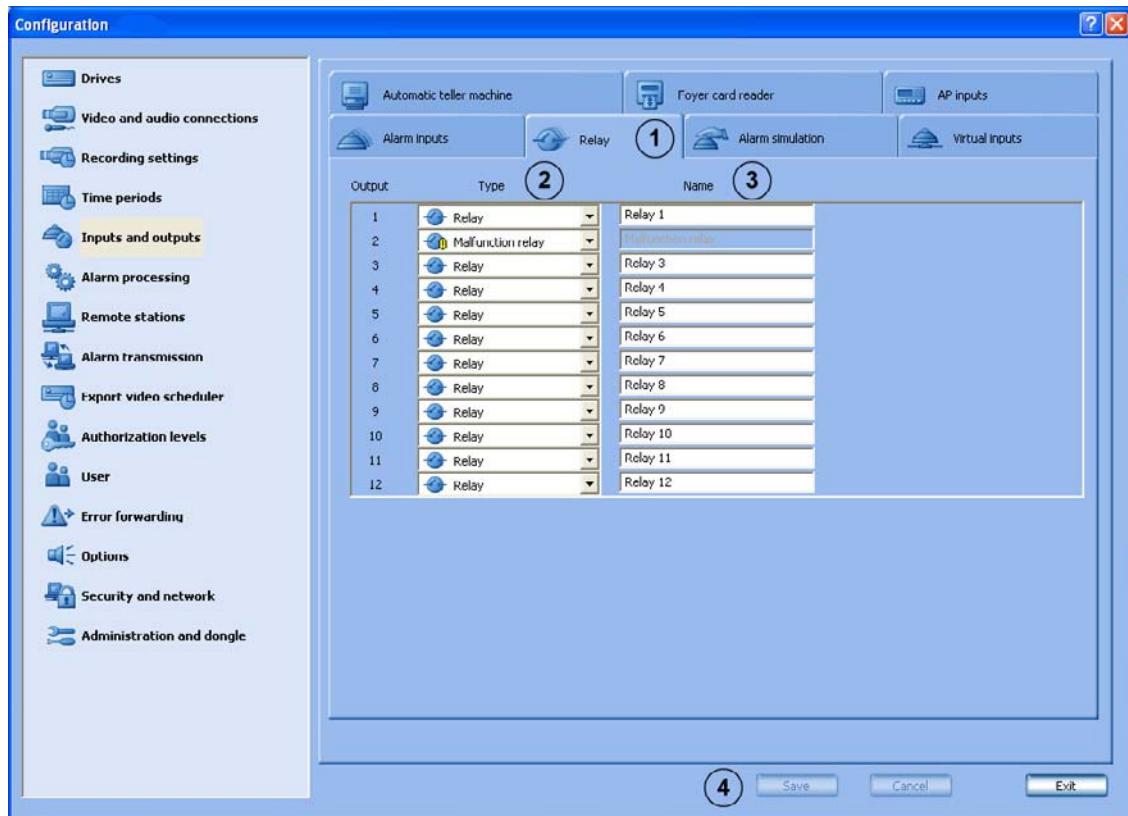 Configuration
Drives
Video and audio connections
Recording settings
Time periods
Inputs and outputs
Alarm processing
Remote stations
Alarm transmission
Export video scheduler
Authorization levels
User
Error forwarding
Options
Security and network
Administration and dongle
Automatic teller machine
Foyer card reader
AP inputs
Alarm inputs
Relay 1
Alarm simulation
Virtual inputs
Output Type 2 Name 3
1 Relay Relay 1
2 Malfunction relay Malfunction relay
3 Relay Relay 3
4 Relay Relay 4
5 Relay Relay 5
6 Relay Relay 6
7 Relay Relay 7
8 Relay Relay 8
9 Relay Relay 9
10 Relay Relay 10
11 Relay Relay 11
12 Relay Relay 12
4 Save Cancel Exit